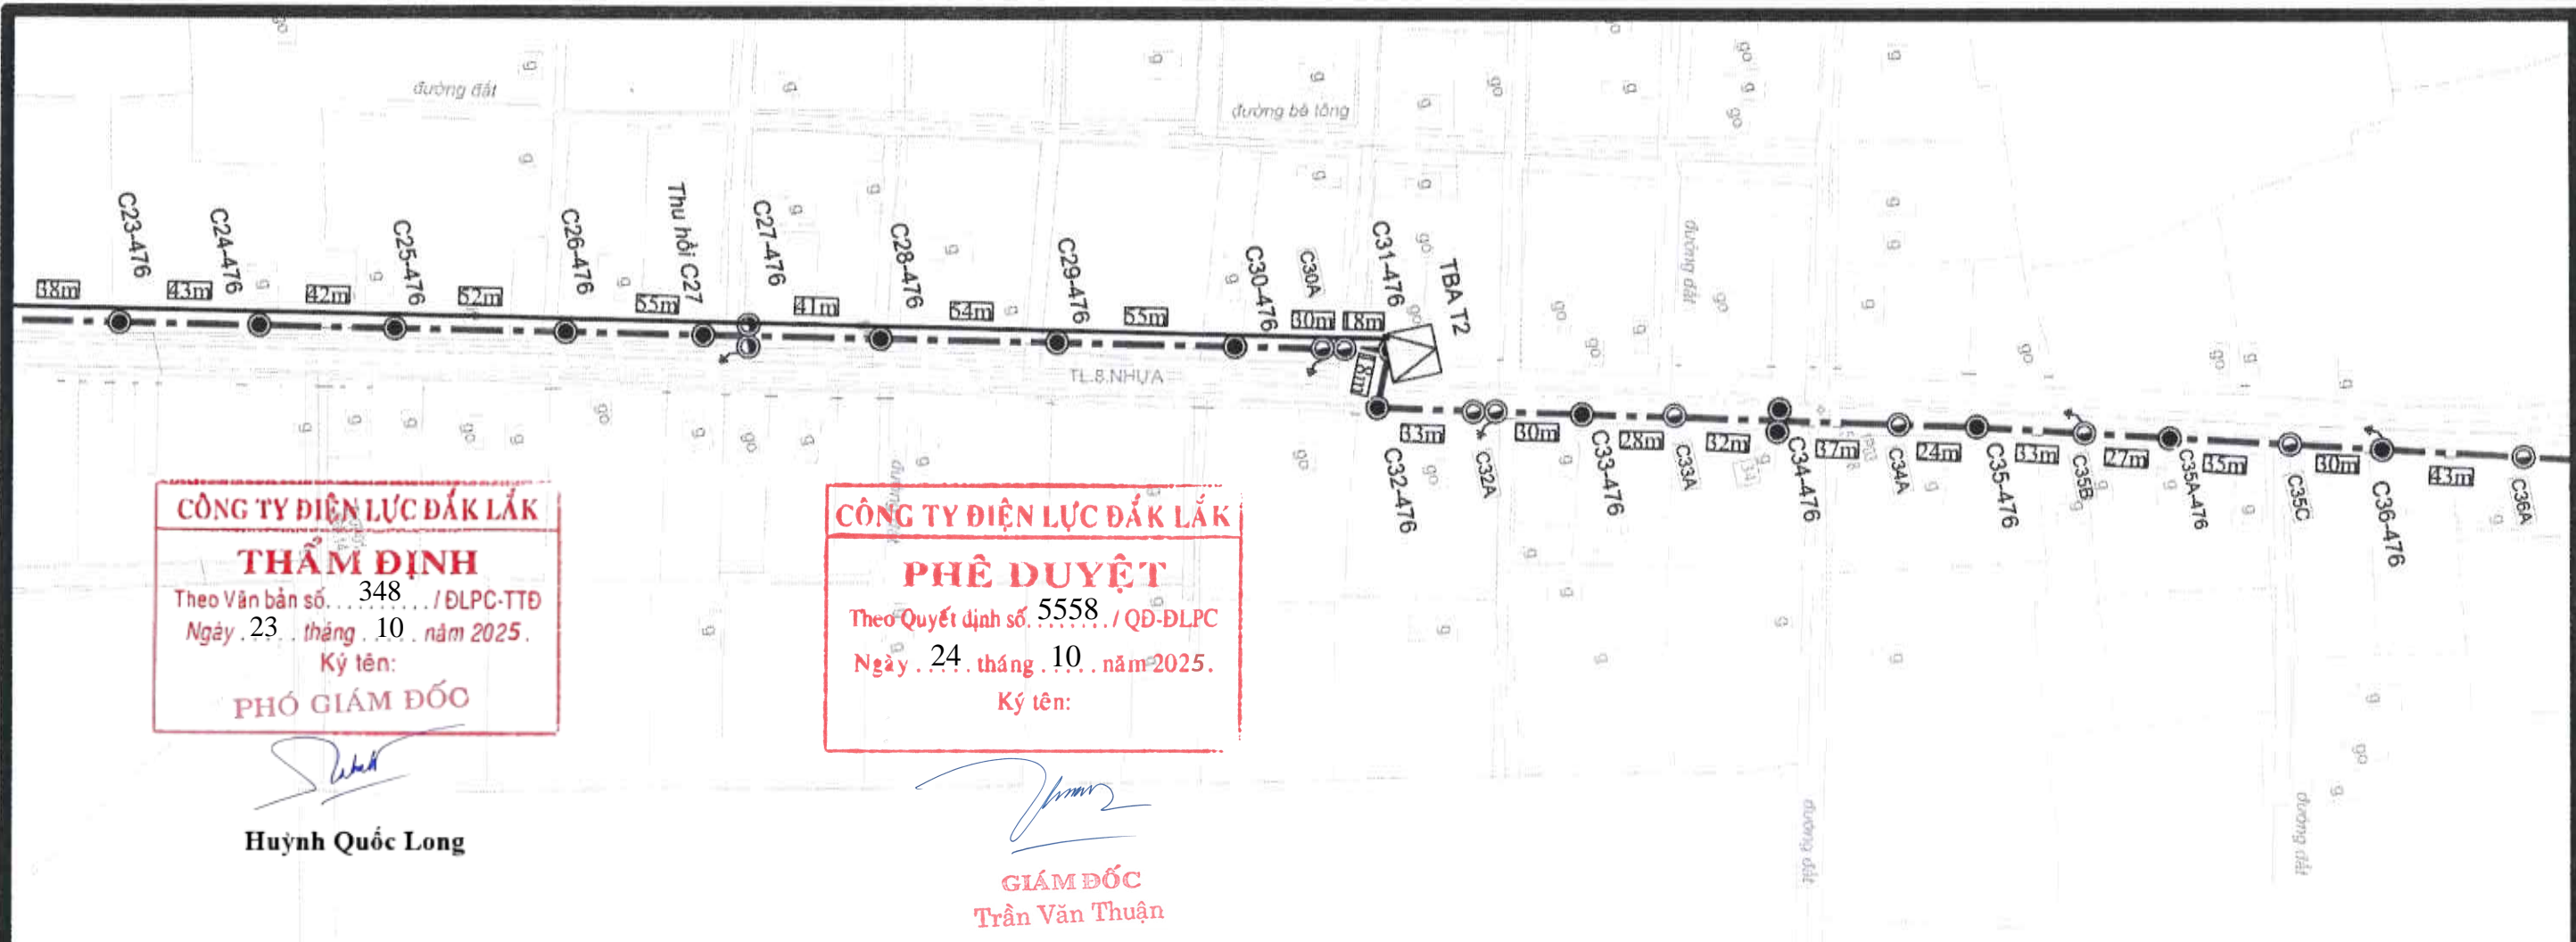 đường đất
đường bê tông
đường đất
C23-476
C24-476
C25-476
C26-476
Thu hồi C27
C27-476
C28-476
C29-476
C30-476
C30A
C31-476
TBA T2
38m
43m
42m
52m
55m
41m
54m
55m
30m
18m
18m
TL.8.NHỰA
33m
30m
28m
32m
37m
24m
33m
27m
35m
30m
43m
C32-476
C32A
C33-476
C33A
C34-476
C34A
C35-476
C35B
C35A-476
C35C
C36-476
C36A
CÔNG TY ĐIỆN LỰC ĐẮK LẮK
THẨM ĐỊNH
Theo Văn bản số. 348 / ĐLPC-TTĐ
Ngày 23 tháng 10 năm 2025.
Ký tên:
PHÓ GIÁM ĐỐC
Huỳnh Quốc Long
CÔNG TY ĐIỆN LỰC ĐẮK LẮK
PHÊ DUYỆT
Theo Quyết định số. 5558 / QĐ-ĐLPC
Ngày 24 tháng 10 năm 2025.
Ký tên:
GIÁM ĐỐC
Trần Văn Thuận
đường đất
đường đất